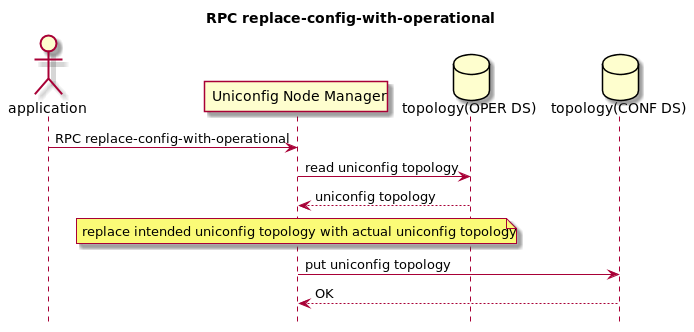 RPC replace-config-with-operational
application
Uniconfig Node Manager
topology(OPER DS)
topology(CONF DS)
RPC replace-config-with-operational
read uniconfig topology
uniconfig topology
replace intended uniconfig topology with actual uniconfig topology
put uniconfig topology
OK